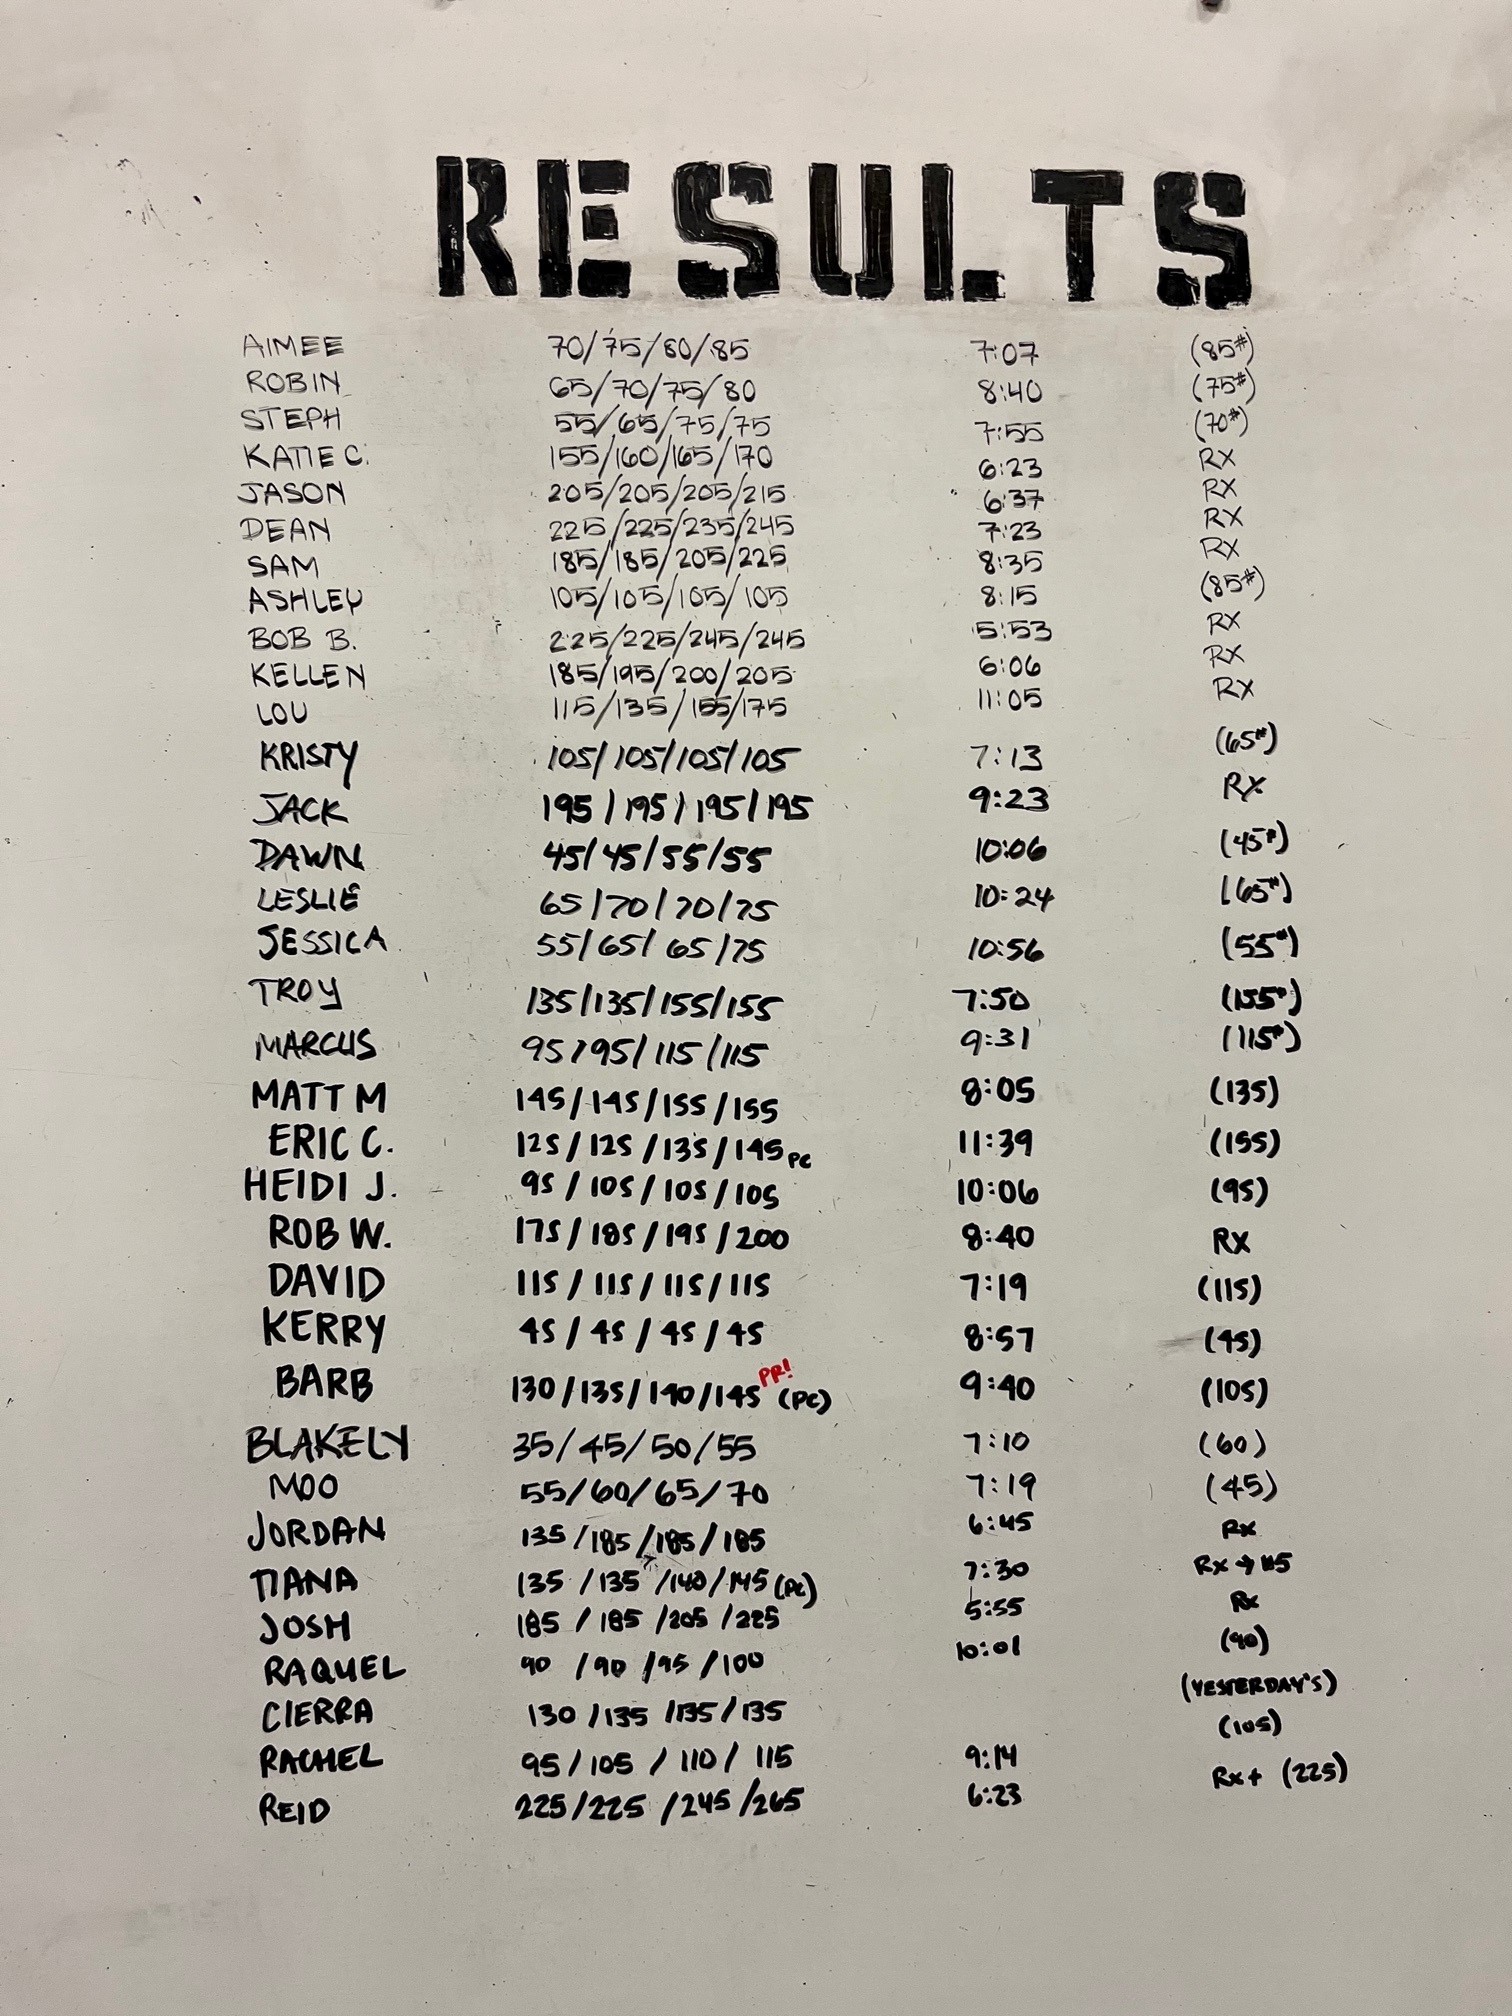 RESULTS
AIMEE 70/75/80/85 7:07 (85#)
ROBIN 65/70/75/80 8:40 (75#)
STEPH 55/65/75/75 7:55 (70#)
KATIE C. 155/160/165/170 6:23 RX
JASON 205/205/205/215 6:37 RX
DEAN 225/225/235/245 7:23 RX
SAM 185/185/205/225 8:35 RX
ASHLEY 105/105/105/105 8:15 (85#)
BOB B. 225/225/245/245 5:53 RX
KELLEN 185/195/200/205 6:06 RX
LOU 115/135/155/175 11:05 RX
KRISTY 105/105/105/105 7:13 (65#)
JACK 195/195/195/195 9:23 RX
DAWN 45/45/55/55 10:06 (45#)
LESLIE 65/70/70/75 10:24 (65#)
JESSICA 55/65/65/75 10:56 (55#)
TROY 135/135/155/155 7:50 (155#)
MARCUS 95/95/115/115 9:31 (115#)
MATT M 145/145/155/155 8:05 (135)
ERIC C. 125/125/135/145 PC 11:39 (155)
HEIDI J. 95/105/105/105 10:06 (95)
ROB W. 175/185/195/200 8:40 RX
DAVID 115/115/115/115 7:19 (115)
KERRY 45/45/45/45 8:57 (45)
BARB 130/135/140/145 PR! (PC) 9:40 (105)
BLAKELY 35/45/50/55 7:10 (60)
MOO 55/60/65/70 7:19 (45)
JORDAN 135/185/185/185 6:45 Rx
TIANA 135/135/140/145 (PC) 7:30 Rx → 115
JOSH 185/185/205/225 5:55 Rx
RAQUEL 90/90/95/100 10:01 (90)
CIERRA 130/135/135/135 (YESTERDAY'S)
RACHEL 95/105/110/115 9:14 (105)
REID 225/225/245/265 6:23 Rx+ (225)